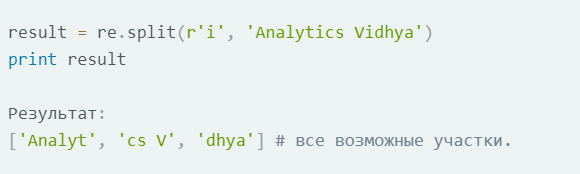 result = re.split(r'i', 'Analytics Vidhya')
print result
Результат:
['Analyt', 'cs V', 'dhya'] # все возможные участки.